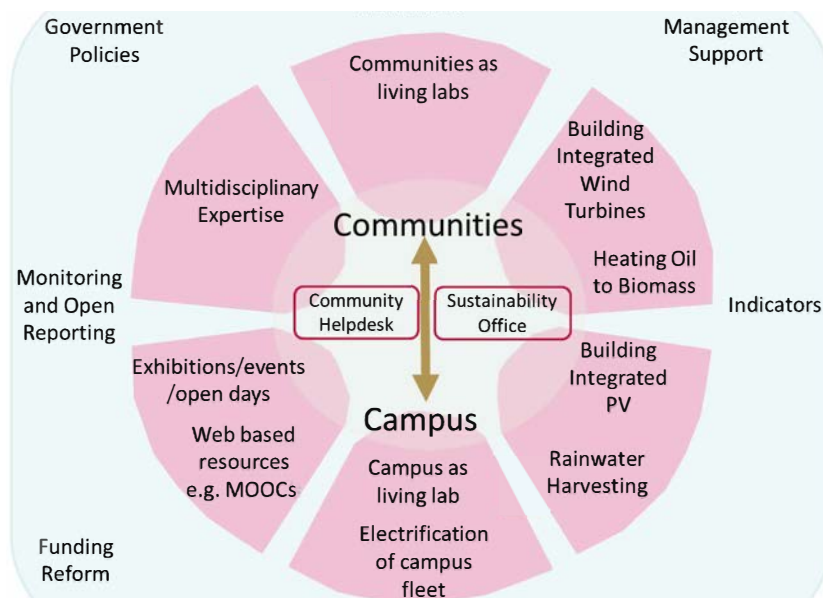 Government
Policies
Management
Support
Communities as
living labs
Building
Integrated
Wind
Turbines
Multidisciplinary
Expertise
Communities
Heating Oil
to Biomass
Monitoring
and Open
Reporting
Community
Helpdesk
Sustainability
Office
Indicators
Exhibitions/events
/open days
Building
Integrated
PV
Campus
Web based
resources
e.g. MOOCs
Campus as
living lab
Rainwater
Harvesting
Electrification
of campus
fleet
Funding
Reform